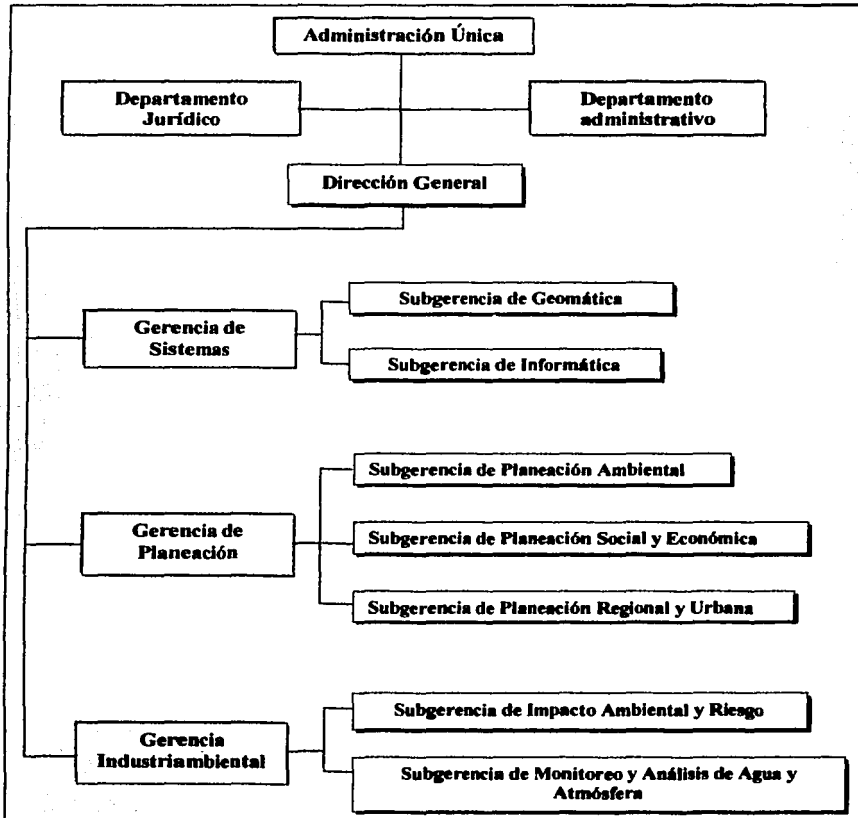 Administración Única
Departamento
Jurídico
Departamento
administrativo
Dirección General
Gerencia de
Sistemas
Subgerencia de Geomática
Subgerencia de Informática
Gerencia de
Planeación
Subgerencia de Planeación Ambiental
Subgerencia de Planeación Social y Económica
Subgerencia de Planeación Regional y Urbana
Gerencia
Industriambiental
Subgerencia de Impacto Ambiental y Riesgo
Subgerencia de Monitoreo y Análisis de Agua y
Atmósfera